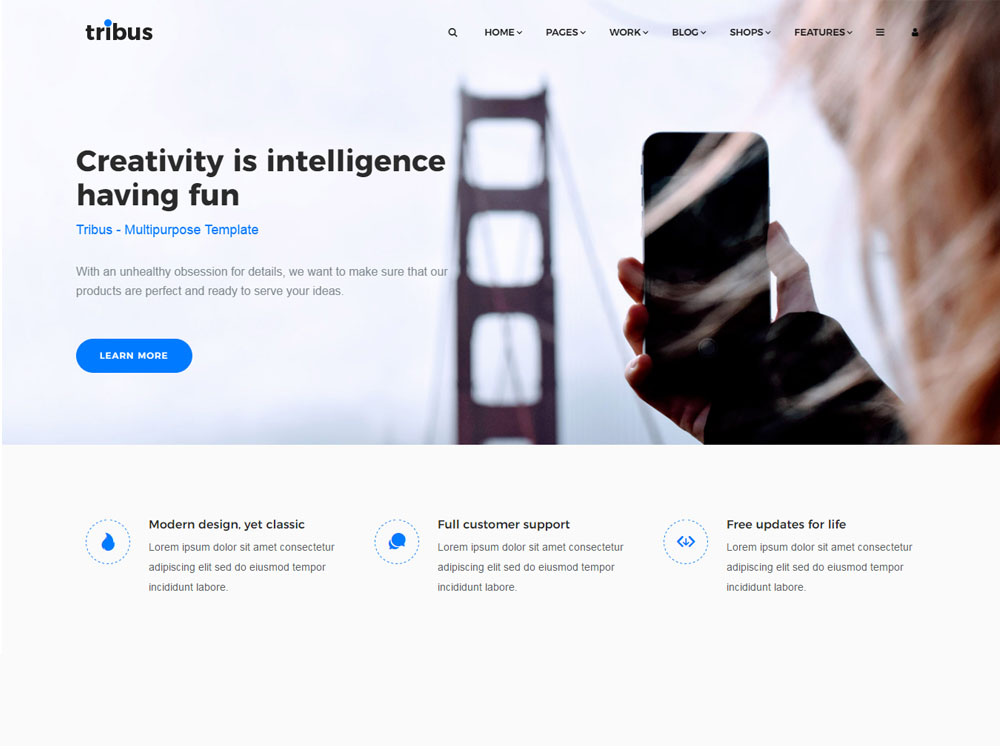 tribus
HOME PAGES WORK BLOG SHOPS FEATURES
Creativity is intelligence
having fun
Tribus - Multipurpose Template
With an unhealthy obsession for details, we want to make sure that our
products are perfect and ready to serve your ideas.
LEARN MORE
Modern design, yet classic
Lorem ipsum dolor sit amet consectetur
adipiscing elit sed do eiusmod tempor
incididunt labore.
Full customer support
Lorem ipsum dolor sit amet consectetur
adipiscing elit sed do eiusmod tempor
incididunt labore.
Free updates for life
Lorem ipsum dolor sit amet consectetur
adipiscing elit sed do eiusmod tempor
incididunt labore.